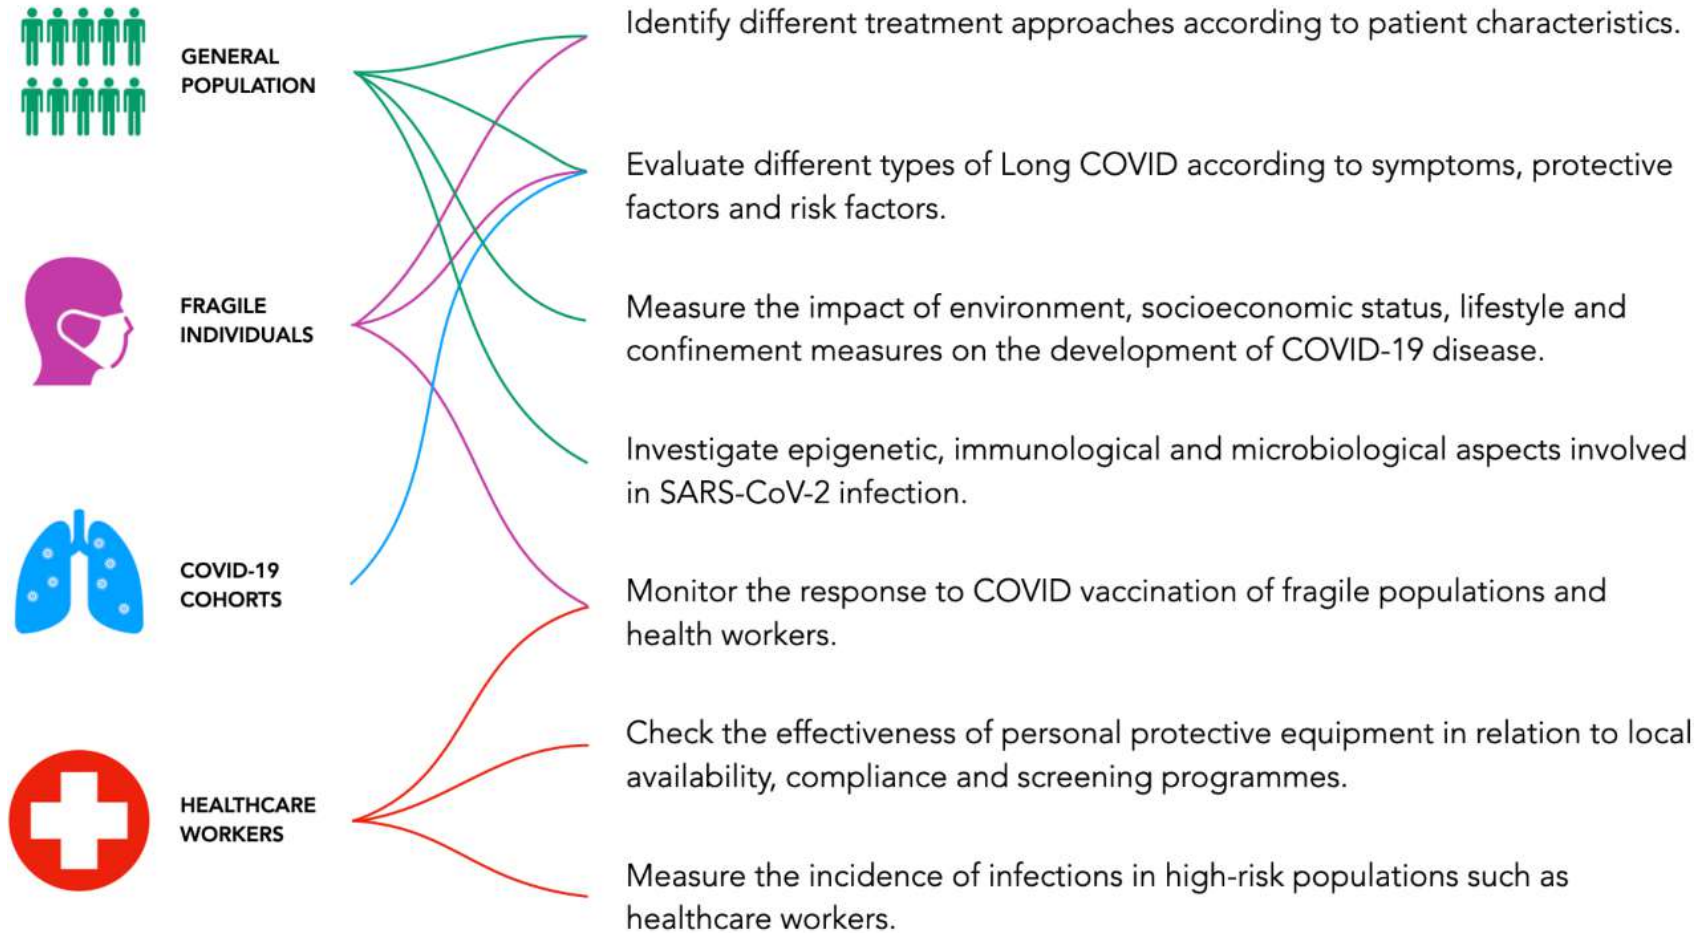 GENERAL
POPULATION
FRAGILE
INDIVIDUALS
COVID-19
COHORTS
HEALTHCARE
WORKERS
Identify different treatment approaches according to patient characteristics.
Evaluate different types of Long COVID according to symptoms, protective
factors and risk factors.
Measure the impact of environment, socioeconomic status, lifestyle and
confinement measures on the development of COVID-19 disease.
Investigate epigenetic, immunological and microbiological aspects involved
in SARS-CoV-2 infection.
Monitor the response to COVID vaccination of fragile populations and
health workers.
Check the effectiveness of personal protective equipment in relation to local
availability, compliance and screening programmes.
Measure the incidence of infections in high-risk populations such as
healthcare workers.